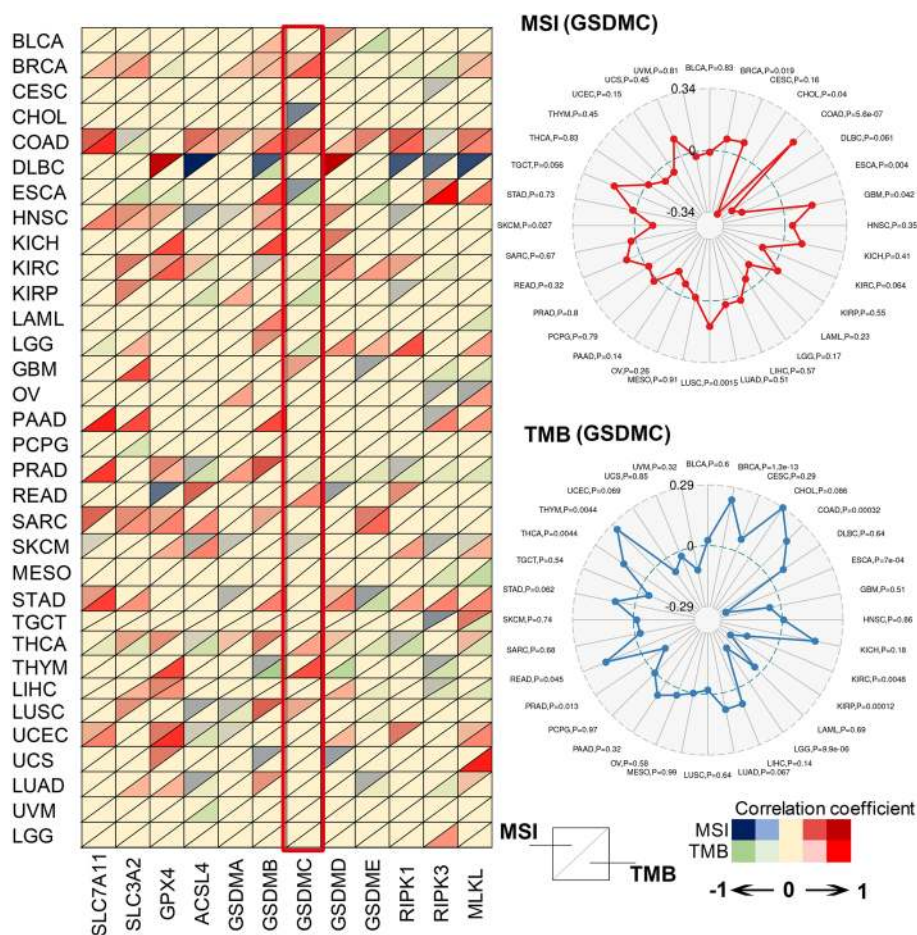 BLCA
BRCA
CESC
CHOL
COAD
DLBC
ESCA
HNSC
KICH
KIRC
KIRP
LAML
LGG
GBM
OV
PAAD
PCPG
PRAD
READ
SARC
SKCM
MESO
STAD
TGCT
THCA
THYM
LIHC
LUSC
UCEC
UCS
LUAD
UVM
LGG
SLC7A11
SLC3A2
GPX4
ACSL4
GSDMA
GSDMB
GSDMC
GSDMD
GSDME
RIPK1
RIPK3
MLKL
MSI (GSDMC)
BLCA,P=0.83
BRCA,P=0.019
CESC,P=0.16
CHOL,P=0.04
COAD,P=5.6e-07
DLBC,P=0.061
ESCA,P=0.004
GBM,P=0.042
HNSC,P=0.35
KICH,P=0.41
KIRC,P=0.064
KIRP,P=0.55
LAML,P=0.23
LGG,P=0.17
LIHC,P=0.57
LUAD,P=0.51
LUSC,P=0.0015
MESO,P=0.91
OV,P=0.26
PAAD,P=0.14
PCPG,P=0.79
PRAD,P=0.8
READ,P=0.32
SARC,P=0.67
SKCM,P=0.027
STAD,P=0.73
TGCT,P=0.056
THCA,P=0.83
THYM,P=0.45
UCEC,P=0.15
UCS,P=0.45
UVM,P=0.81
0.34
0
-0.34
TMB (GSDMC)
BLCA,P=0.6
BRCA,P=1.3e-13
CESC,P=0.29
CHOL,P=0.086
COAD,P=0.00032
DLBC,P=0.64
ESCA,P=7e-04
GBM,P=0.51
HNSC,P=0.86
KICH,P=0.18
KIRC,P=0.0048
KIRP,P=0.00012
LAML,P=0.69
LGG,P=9.9e-06
LIHC,P=0.14
LUAD,P=0.067
LUSC,P=0.64
MESO,P=0.99
OV,P=0.58
PAAD,P=0.32
PCPG,P=0.97
PRAD,P=0.013
READ,P=0.045
SARC,P=0.68
SKCM,P=0.74
STAD,P=0.062
TGCT,P=0.54
THCA,P=0.0044
THYM,P=0.0044
UCEC,P=0.069
UCS,P=0.85
UVM,P=0.32
0.29
0
-0.29
MSI
TMB
Correlation coefficient
MSI
TMB
-1
0
1